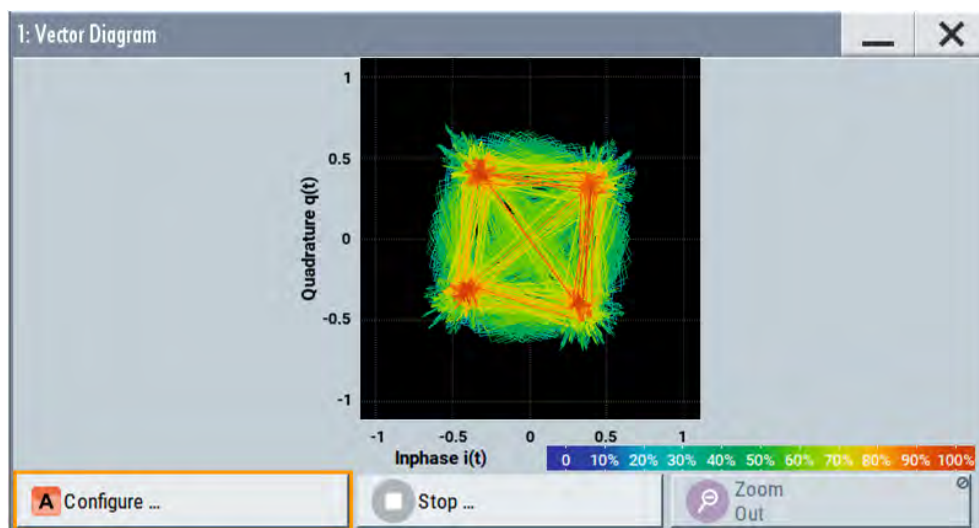 1: Vector Diagram
1
0.5
0
-0.5
-1
Quadrature q(t)
-1 -0.5 0 0.5 1
Inphase i(t)
0 10% 20% 30% 40% 50% 60% 70% 80% 90% 100%
A Configure ...
Stop ...
Zoom
Out